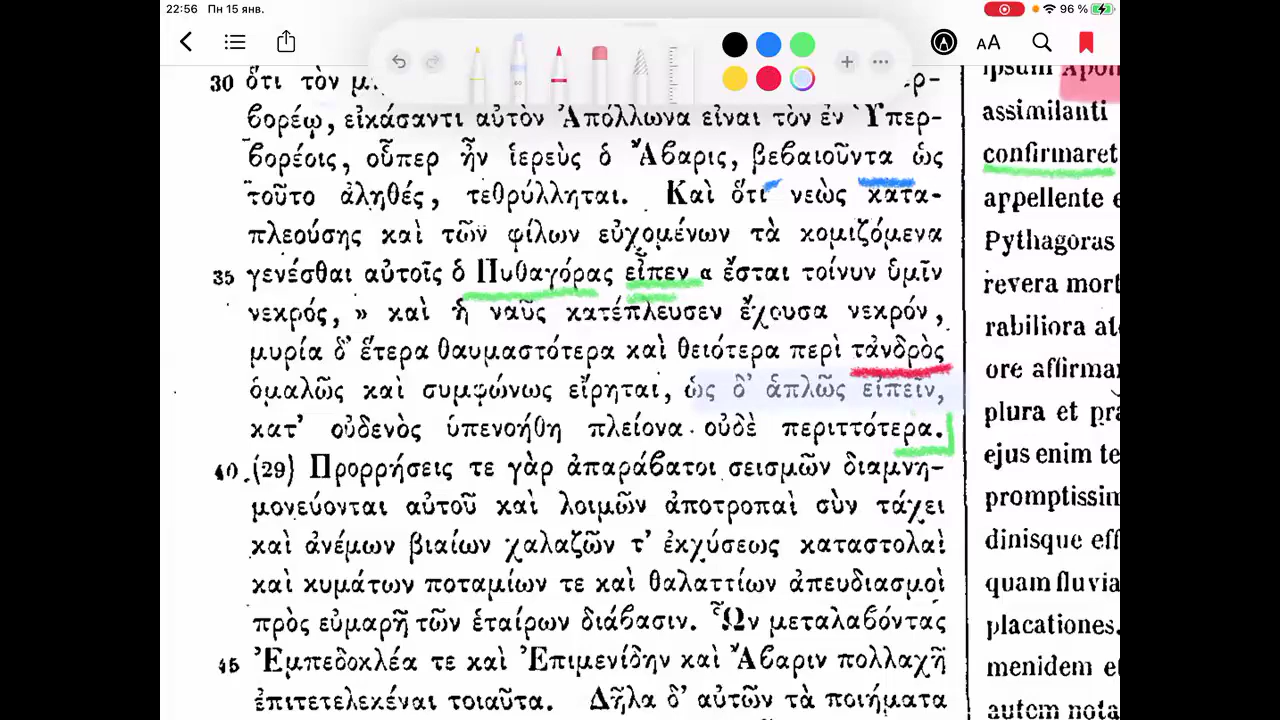 22:56 Пн 15 янв. 96 %
AA
30 ὅτι τὸν
βορέῳ, εἰκάσαντι αὐτὸν Ἀπόλλωνα εἶναι τὸν ἐν Ὑπερ-
βορέοις, οὗπερ ἦν ἱερεὺς ὁ Ἄβαρις, βεβαιοῦντα ὡς
τοῦτο ἀληθές, τεθρύλληται. Καὶ ὅτι νεὼς κατα-
πλεούσης καὶ τῶν φίλων εὐχομένων τὰ κομιζόμενα
35 γενέσθαι αὐτοῖς ὁ Πυθαγόρας εἶπεν « ἔσται τοίνυν ὑμῖν
νεκρός, » καὶ ἡ ναῦς κατέπλευσεν ἔχουσα νεκρόν,
μυρία δ’ ἕτερα θαυμαστότερα καὶ θειότερα περὶ τἀνδρὸς
ὁμαλῶς καὶ συμφώνως εἴρηται, ὡς δ’ ἁπλῶς εἰπεῖν,
κατ’ οὐδενὸς ὑπενοήθη πλείονα οὐδὲ περιττότερα.
40 (29) Προρρήσεις τε γὰρ ἀπαράβατοι σεισμῶν διαμνη-
μονεύονται αὐτοῦ καὶ λοιμῶν ἀποτροπαὶ σὺν τάχει
καὶ ἀνέμων βιαίων χαλαζῶν τ’ ἐκχύσεως καταστολαὶ
καὶ κυμάτων ποταμίων τε καὶ θαλαττίων ἀπευδιασμοὶ
πρὸς εὐμαρῆ τῶν ἑταίρων διάβασιν. Ὧν μεταλαβόντας
45 Ἐμπεδοκλέα τε καὶ Ἐπιμενίδην καὶ Ἄβαριν πολλαχῆ
ἐπιτετελεκέναι τοιαῦτα. Δῆλα δ’ αὐτῶν τὰ ποιήματα
ipsum Apol
assimilanti
confirmaret
appellente e
Pythagoras
revera mort
rabiliora at
ore affirma
plura et præ
ejus enim te
promptissim
dinisque eff
quam fluvia
placationes.
menidem et
autem nota